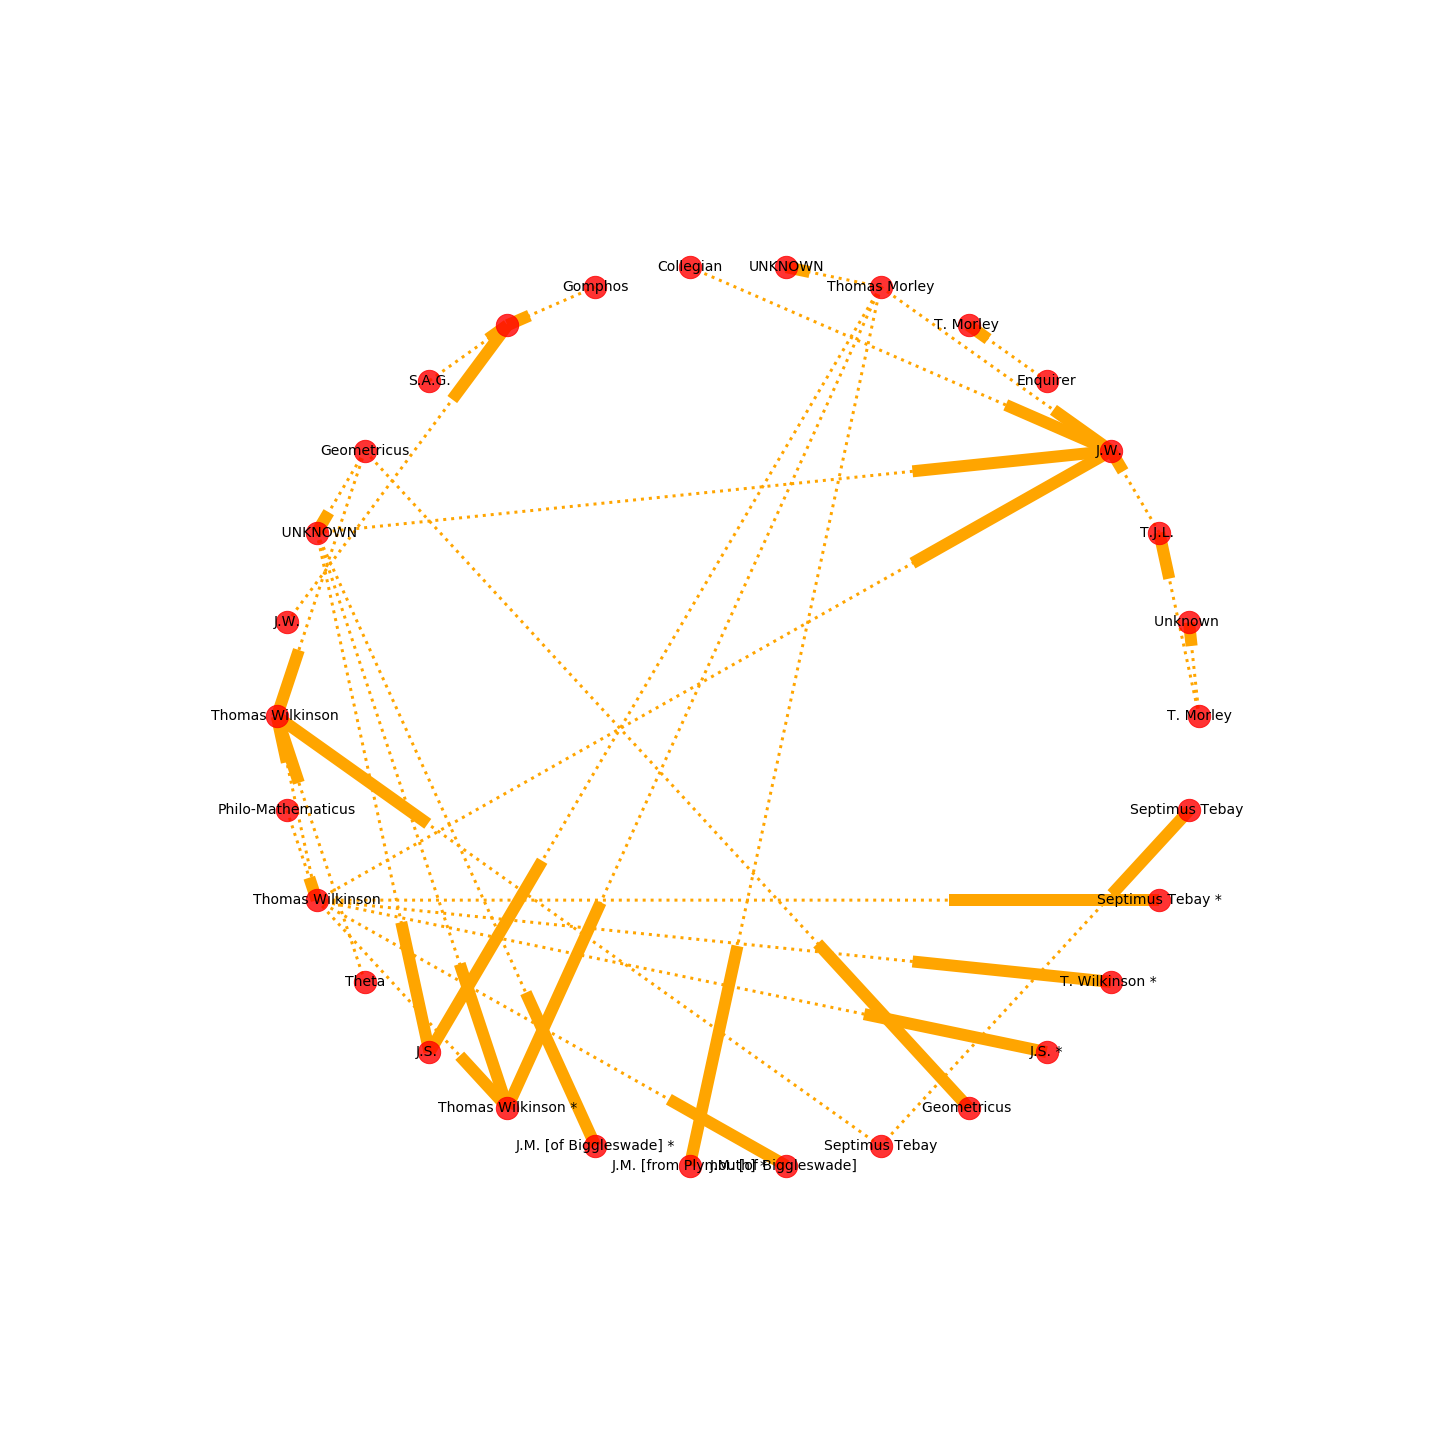 Collegian
UNKNOWN
Gomphos
Thomas Morley
T. Morley
S.A.G.
Enquirer
Geometricus
J.W.
UNKNOWN
T.J.L.
J.W.
Unknown
Thomas Wilkinson
T. Morley
Philo-Mathematicus
Septimus Tebay
Thomas Wilkinson
Septimus Tebay *
Theta
T. Wilkinson *
J.S.
J.S. *
Thomas Wilkinson *
Geometricus
J.M. [of Biggleswade] *
Septimus Tebay
J.M. [from Plymouth] *
J.M. [of Biggleswade]